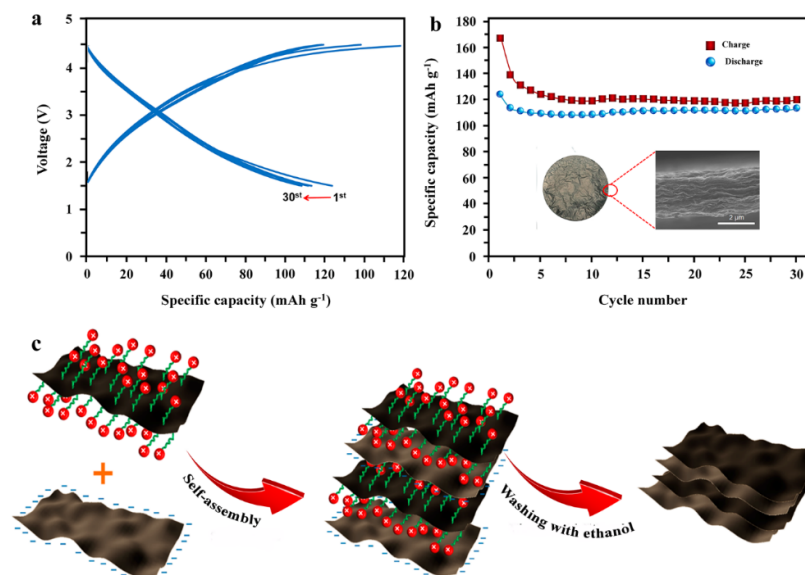 a
5
4
3
2
1
0
Voltage (V)
0 20 40 60 80 100 110 120
Specific capacity (mAh g⁻¹)
30st 1st
b
180
160
140
120
100
80
60
40
20
0
Specific capacity (mAh g⁻¹)
Charge
Discharge
2 μm
0 5 10 15 20 25 30
Cycle number
c
+
Self-assembly
Washing with ethanol